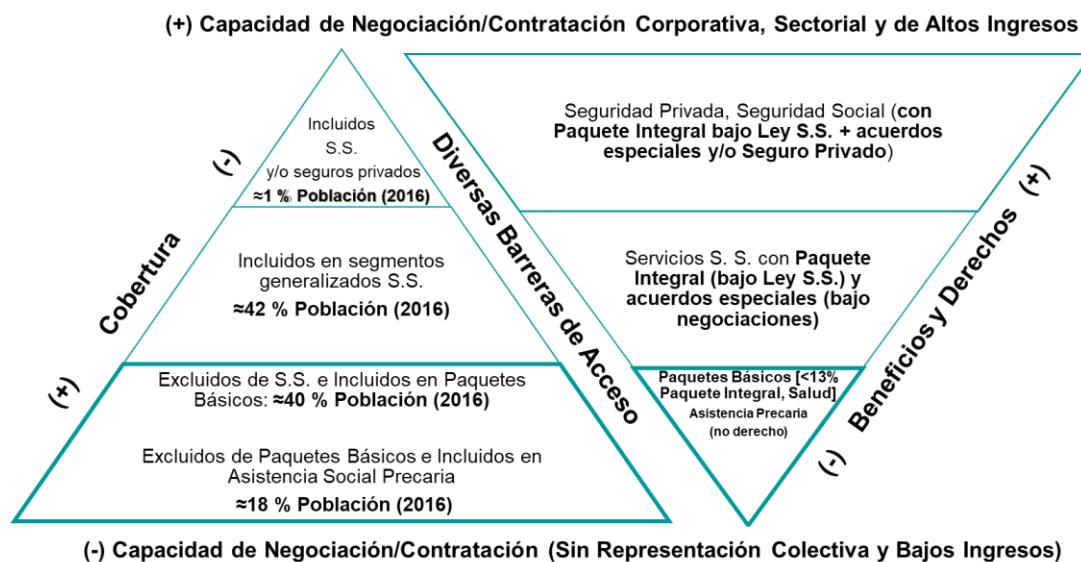 (+) Capacidad de Negociación/Contratación Corporativa, Sectorial y de Altos Ingresos
Incluidos
S.S.
y/o seguros privados
≈1 % Población (2016)
Incluidos en segmentos
generalizados S.S.
≈42 % Población (2016)
Excluidos de S.S. e Incluidos en Paquetes
Básicos: ≈40 % Población (2016)
Excluidos de Paquetes Básicos e Incluidos en
Asistencia Social Precaria
≈18 % Población (2016)
(-)
Cobertura
(+)
Diversas Barreras de Acceso
Seguridad Privada, Seguridad Social (con
Paquete Integral bajo Ley S.S. + acuerdos
especiales y/o Seguro Privado)
Servicios S. S. con Paquete
Integral (bajo Ley S.S.) y
acuerdos especiales (bajo
negociaciones)
Paquetes Básicos [<13%
Paquete Integral, Salud]
Asistencia Precaria
(no derecho)
(+)
Beneficios y Derechos
(-)
(-) Capacidad de Negociación/Contratación (Sin Representación Colectiva y Bajos Ingresos)